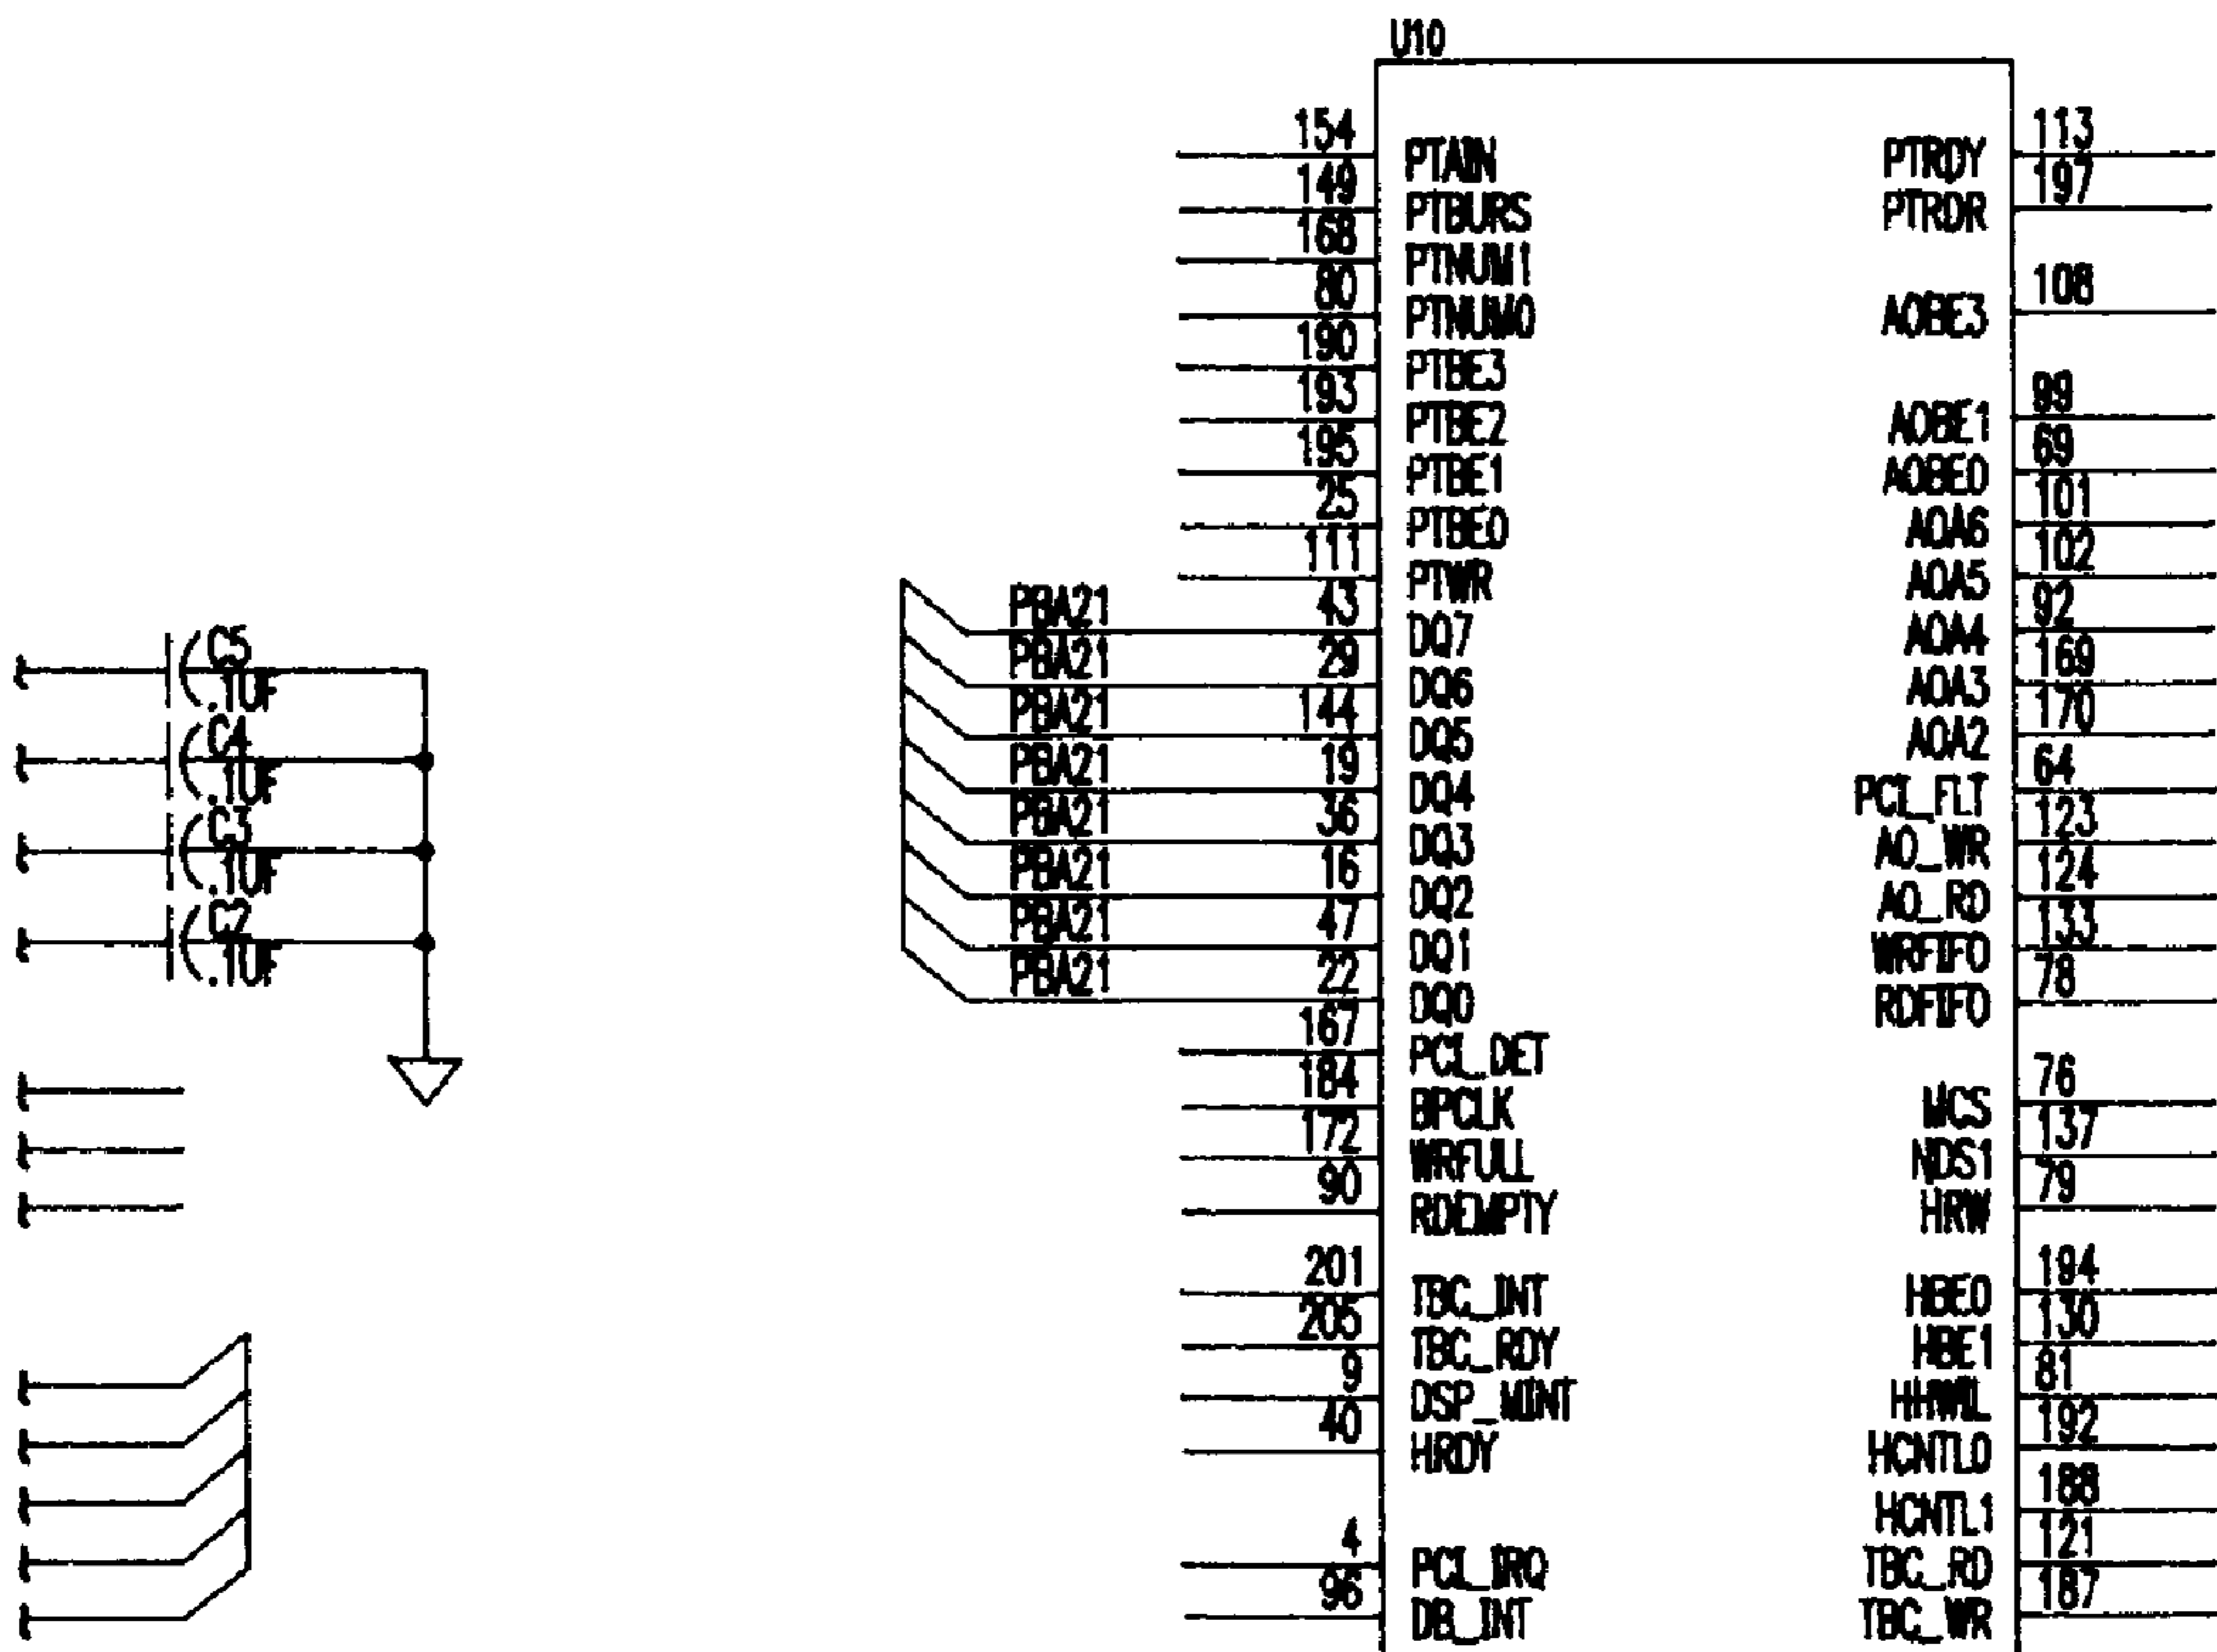 U10
154 PTAIN
149 PTBURS
168 PTNUM1
80 PTNUM0
190 PTBE3
193 PTBE2
195 PTBE1
25 PTBE0
111 PTWR
PBA21 43 DQ7
PBA21 29 DQ6
PBA21 144 DQ5
PBA21 19 DQ4
PBA21 36 DQ3
PBA21 16 DQ2
PBA21 47 DQ1
PBA21 22 DQ0
167 PCI_DET
184 BPCLK
172 WRFULL
90 RDEMPTY
201 TBC_INT
205 TBC_RDY
9 DSP_MINT
40 HRDY
4 PCI_IRQ
96 DB_INT
PTRDY 113
PTRDR 197
AOBE3 108
AOBE1 99
AOBE0 69
AOA6 101
AOA5 102
AOA4 92
AOA3 169
AOA2 170
PCI_FLT 64
AO_WR 123
AO_RD 124
WRFIFO 133
RDFIFO 78
MCS 76
MDS1 137
HRW 79
HBE0 194
HBE1 130
HHWIL 81
HCNTL0 192
HCNTL1 188
TBC_RD 121
TBC_WR 187
C5
.1UF
C4
.1UF
C3
.1UF
C2
.1UF